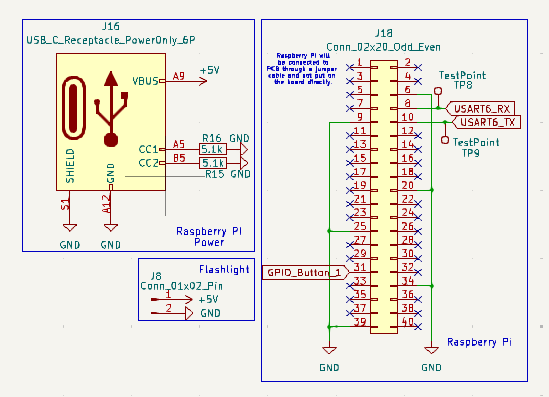 J16
USB_C_Receptacle_PowerOnly_6P
VBUS
A9
+5V
CC1
A5
R16
GND
5.1k
CC2
B5
5.1k
R15
GND
SHIELD
GND
S1
A12
GND
GND
Raspberry Pi
Power
Flashlight
J8
Conn_01x02_Pin
1
+5V
2
GND
J18
Conn_02x20_Odd_Even
Raspberry Pi will
be connected to
PCB through a jumper
cable and not put on
the board directly.
1 2
3 4
5 6
7 8
9 10
11 12
13 14
15 16
17 18
19 20
21 22
23 24
25 26
27 28
29 30
31 32
33 34
35 36
37 38
39 40
TestPoint
TP8
USART6_RX
USART6_TX
TestPoint
TP9
GPIO_Button_1
GND
GND
Raspberry Pi